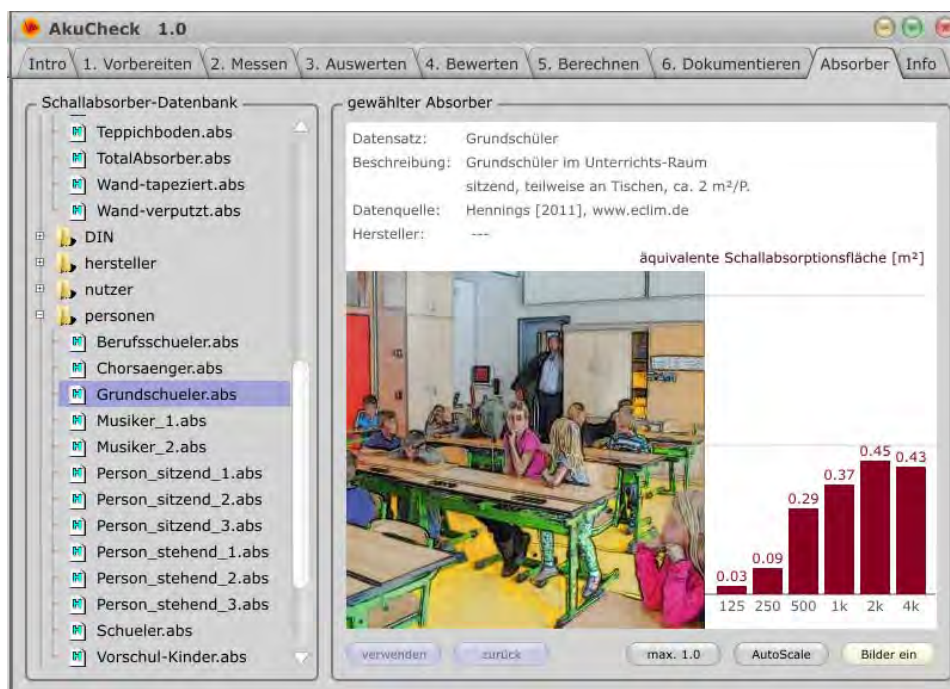 AkuCheck 1.0
Intro 1. Vorbereiten 2. Messen 3. Auswerten 4. Bewerten 5. Berechnen 6. Dokumentieren Absorber Info
Schallabsorber-Datenbank
Teppichboden.abs
TotalAbsorber.abs
Wand-tapeziert.abs
Wand-verputzt.abs
DIN
hersteller
nutzer
personen
Berufsschueler.abs
Chorsaenger.abs
Grundschueler.abs
Musiker_1.abs
Musiker_2.abs
Person_sitzend_1.abs
Person_sitzend_2.abs
Person_sitzend_3.abs
Person_stehend_1.abs
Person_stehend_2.abs
Person_stehend_3.abs
Schueler.abs
Vorschul-Kinder.abs
gewählter Absorber
Datensatz: Grundschüler
Beschreibung: Grundschüler im Unterrichts-Raum
sitzend, teilweise an Tischen, ca. 2 m²/P.
Datenquelle: Hennings [2011], www.eclim.de
Hersteller: ---
äquivalente Schallabsorptionsfläche [m²]
0.03 0.09 0.29 0.37 0.45 0.43
125 250 500 1k 2k 4k
verwenden zurück max. 1.0 AutoScale Bilder ein